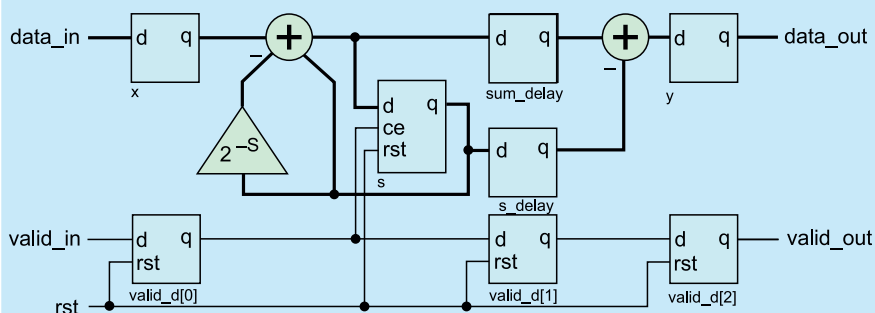 data_in
d q
x
–
+
d q
sum_delay
–
+
d q
y
data_out
2 –S
d q
ce
rst
s
d q
s_delay
valid_in
d q
rst
valid_d[0]
d q
rst
valid_d[1]
d q
rst
valid_d[2]
valid_out
rst